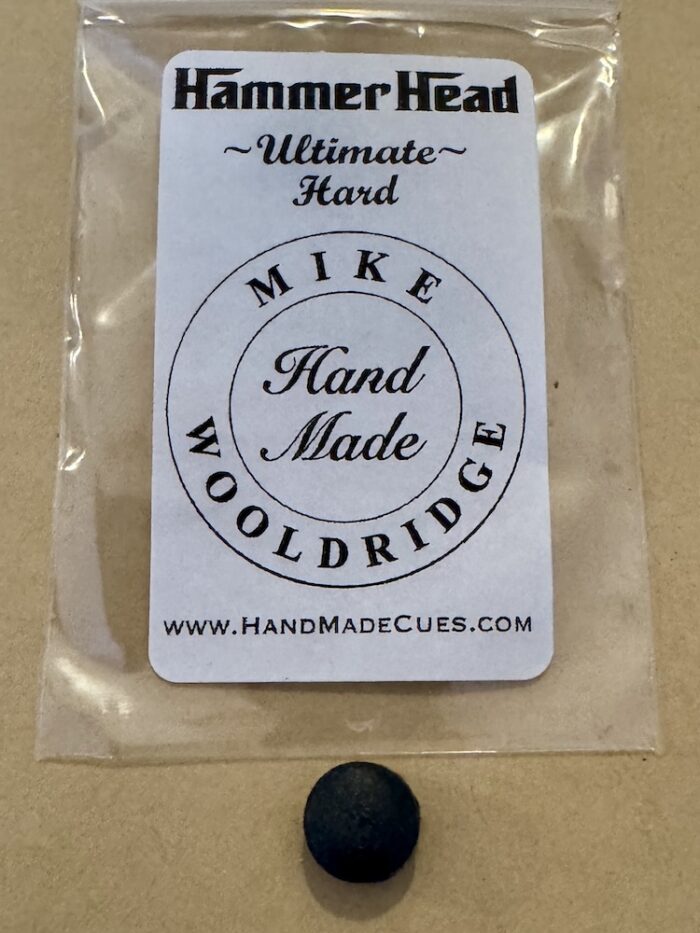 HammerHead
~Ultimate~
Hard
MIKE
Hand
Made
WOOLDRIDGE
www.HandMadeCues.com